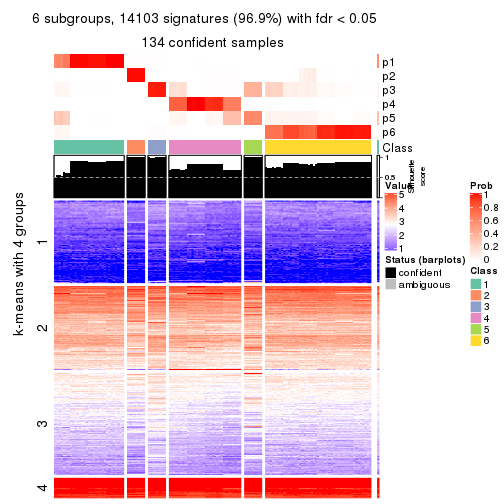 6 subgroups, 14103 signatures (96.9%) with fdr < 0.05
134 confident samples
p1
p2
p3
p4
p5
p6
Class
1
0.5
Silhouette
score
k-means with 4 groups
1
2
3
4
Value
5
4
3
2
1
Status (barplots)
confident
ambiguous
Prob
1
0.8
0.6
0.4
0.2
0
Class
1
2
3
4
5
6